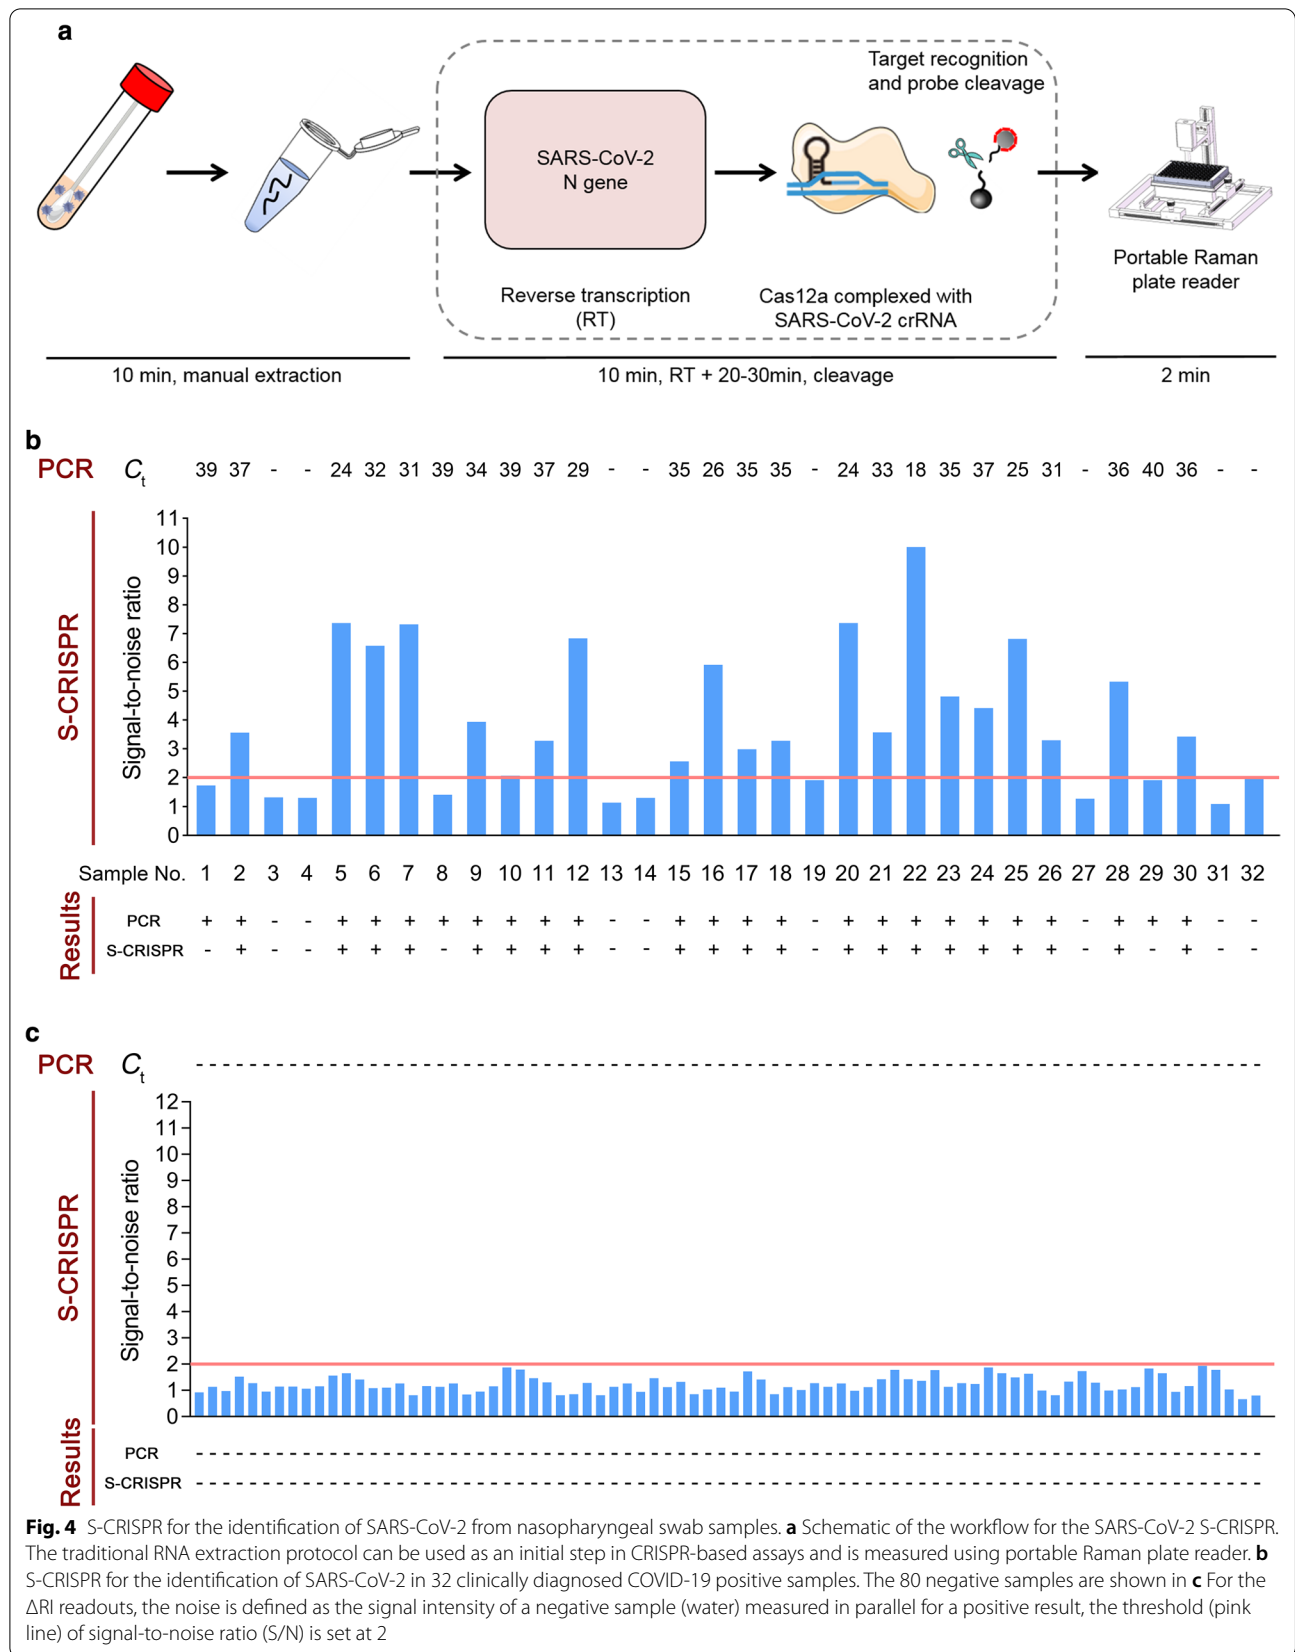 a
Target recognition
and probe cleavage
SARS-CoV-2
N gene
Portable Raman
plate reader
Reverse transcription
(RT)
Cas12a complexed with
SARS-CoV-2 crRNA
10 min, manual extraction
10 min, RT + 20-30min, cleavage
2 min
b
PCR Ct 39 37 - - 24 32 31 39 34 39 37 29 - - 35 26 35 35 - 24 33 18 35 37 25 31 - 36 40 36 - -
S-CRISPR
Signal-to-noise ratio
11
10
9
8
7
6
5
4
3
2
1
0
Sample No. 1 2 3 4 5 6 7 8 9 10 11 12 13 14 15 16 17 18 19 20 21 22 23 24 25 26 27 28 29 30 31 32
Results
PCR + + - - + + + + + + + + - - + + + + - + + + + + + + - + + + - -
S-CRISPR - + - - + + + - + + + + - - + + + + - + + + + + + + - + - + - -
c
PCR Ct - - - - - - - - - - - - - - - - - - - - - - - - - - - - - - - - - - - - - - - - - - - - - - - - - - - - - - - - - - - - - - - - - - - - - - - - - - - - - - - -
S-CRISPR
Signal-to-noise ratio
12
11
10
9
8
7
6
5
4
3
2
1
0
Results
PCR - - - - - - - - - - - - - - - - - - - - - - - - - - - - - - - - - - - - - - - - - - - - - - - - - - - - - - - - - - - - - - - - - - - - - - - - - - - - - - - -
S-CRISPR - - - - - - - - - - - - - - - - - - - - - - - - - - - - - - - - - - - - - - - - - - - - - - - - - - - - - - - - - - - - - - - - - - - - - - - - - - - - - - - -
Fig. 4 S-CRISPR for the identification of SARS-CoV-2 from nasopharyngeal swab samples. a Schematic of the workflow for the SARS-CoV-2 S-CRISPR.
The traditional RNA extraction protocol can be used as an initial step in CRISPR-based assays and is measured using portable Raman plate reader. b
S-CRISPR for the identification of SARS-CoV-2 in 32 clinically diagnosed COVID-19 positive samples. The 80 negative samples are shown in c For the
ΔRI readouts, the noise is defined as the signal intensity of a negative sample (water) measured in parallel for a positive result, the threshold (pink
line) of signal-to-noise ratio (S/N) is set at 2